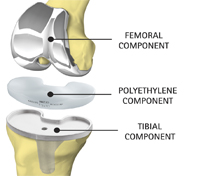 FEMORAL
COMPONENT
POLYETHYLENE
COMPONENT
TIBIAL
COMPONENT